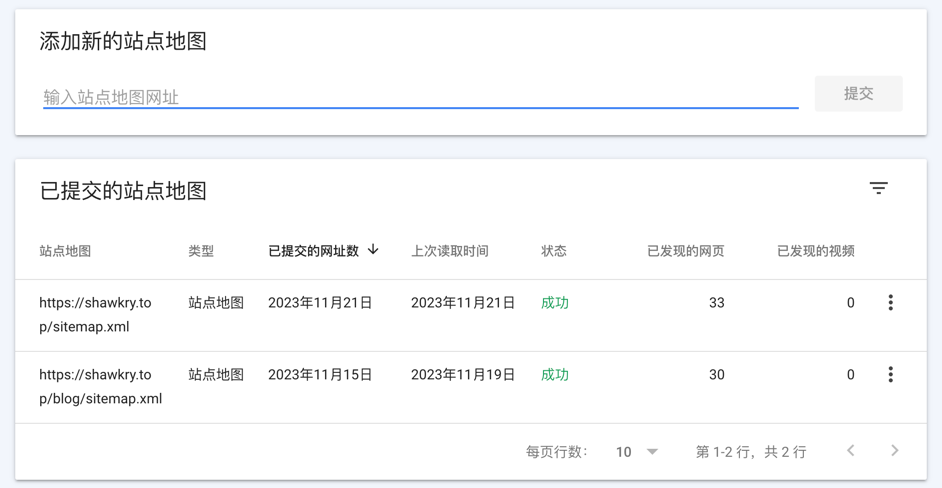 添加新的站点地图
输入站点地图网址
提交
已提交的站点地图
站点地图 类型 已提交的网址数 上次读取时间 状态 已发现的网页 已发现的视频
https://shawkry.to 站点地图 2023年11月21日 2023年11月21日 成功 33 0
p/sitemap.xml
https://shawkry.to 站点地图 2023年11月15日 2023年11月19日 成功 30 0
p/blog/sitemap.xml
每页行数： 10 第 1-2 行，共 2 行